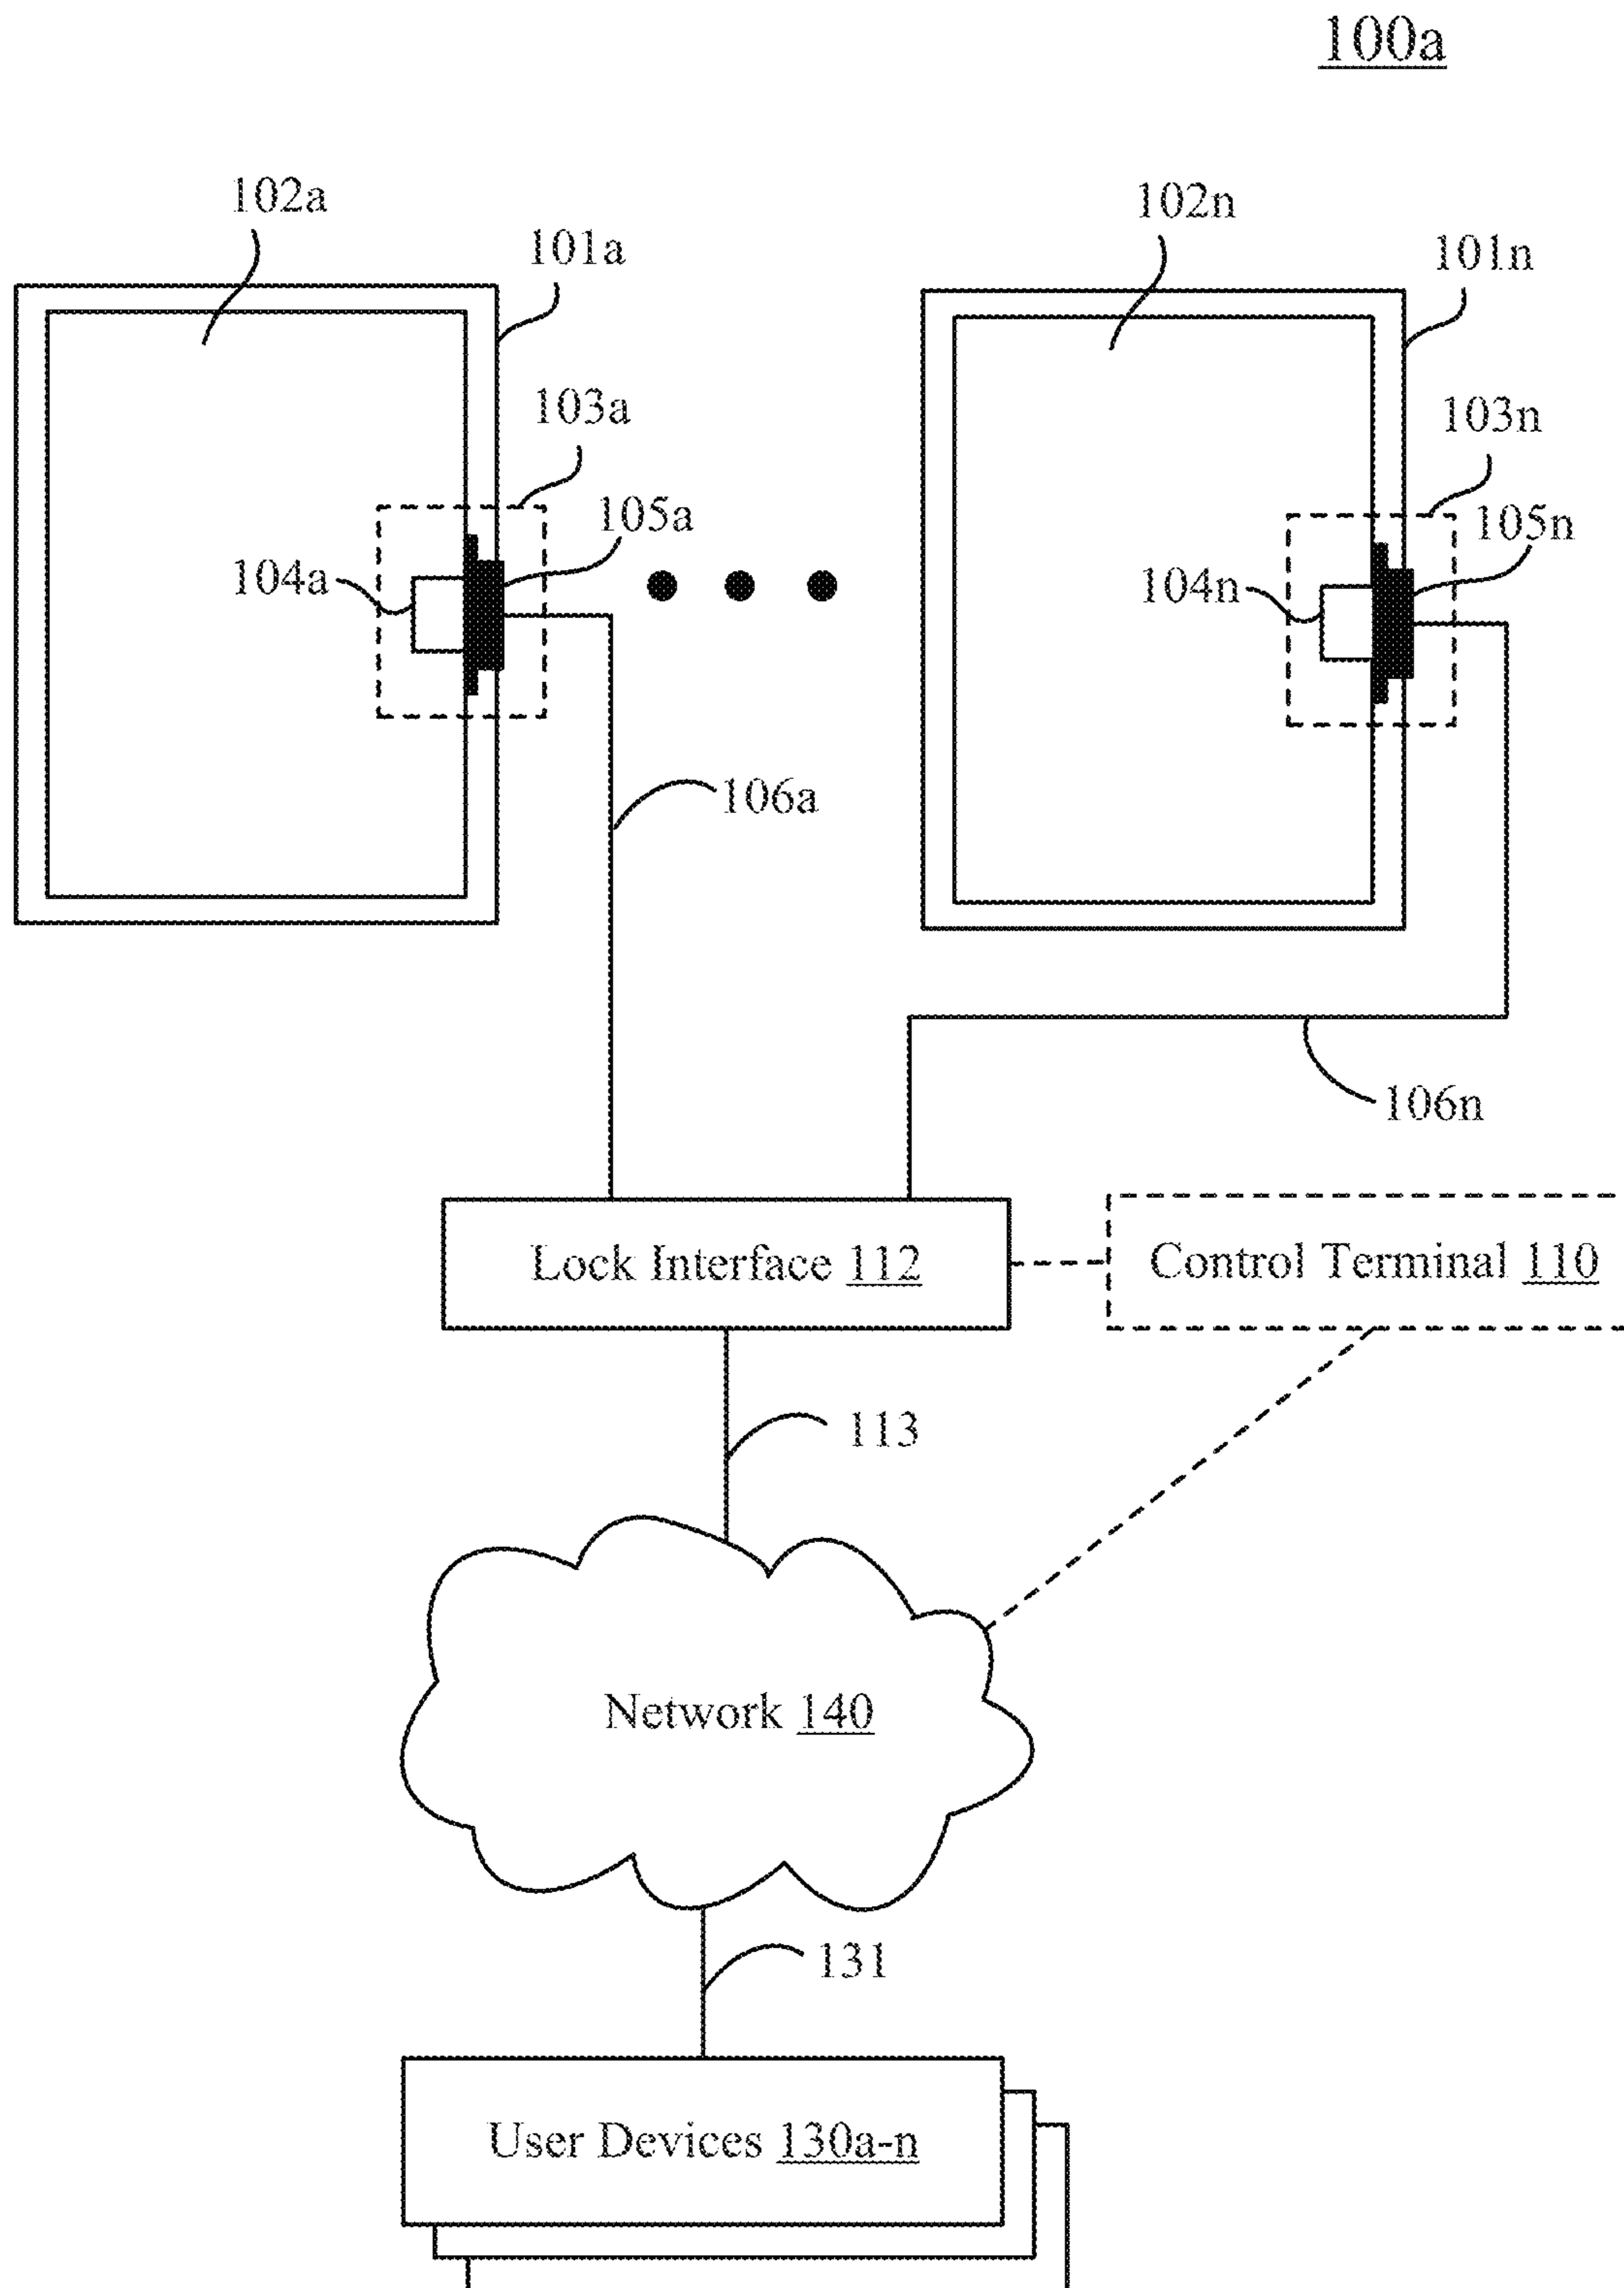 100a
102a
102n
101a
101n
103a
103n
105a
105n
104a
104n
106a
106n
Lock Interface 112
Control Terminal 110
113
Network 140
131
User Devices 130a-n